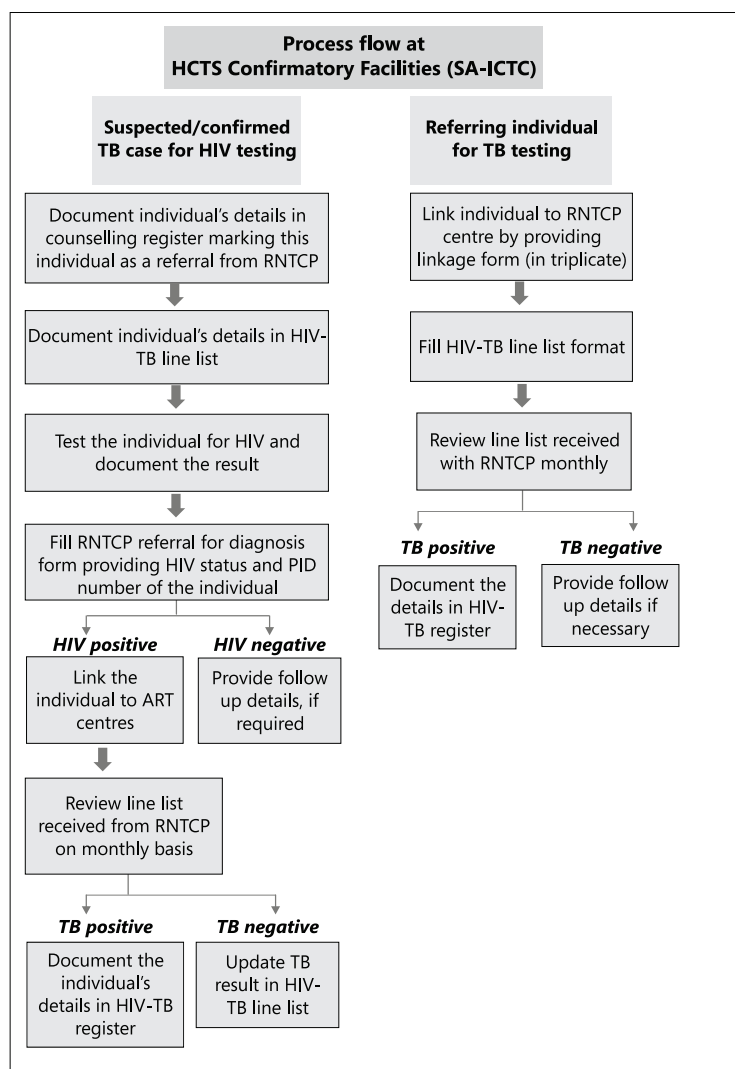 Process flow at
HCTS Confirmatory Facilities (SA-ICTC)
Suspected/confirmed
TB case for HIV testing
Document individual's details in
counselling register marking this
individual as a referral from RNTCP
Document individual's details in HIV-
TB line list
Test the individual for HIV and
document the result
Fill RNTCP referral for diagnosis
form providing HIV status and PID
number of the individual
HIV positive
Link the
individual to ART
centres
HIV negative
Provide follow
up details, if
required
Review line list
received from RNTCP
on monthly basis
TB positive
Document the
individual's
details in HIV-TB
register
TB negative
Update TB
result in HIV-
TB line list
Referring individual
for TB testing
Link individual to RNTCP
centre by providing
linkage form (in triplicate)
Fill HIV-TB line list format
Review line list received
with RNTCP monthly
TB positive
Document the
details in HIV-
TB register
TB negative
Provide follow
up details if
necessary